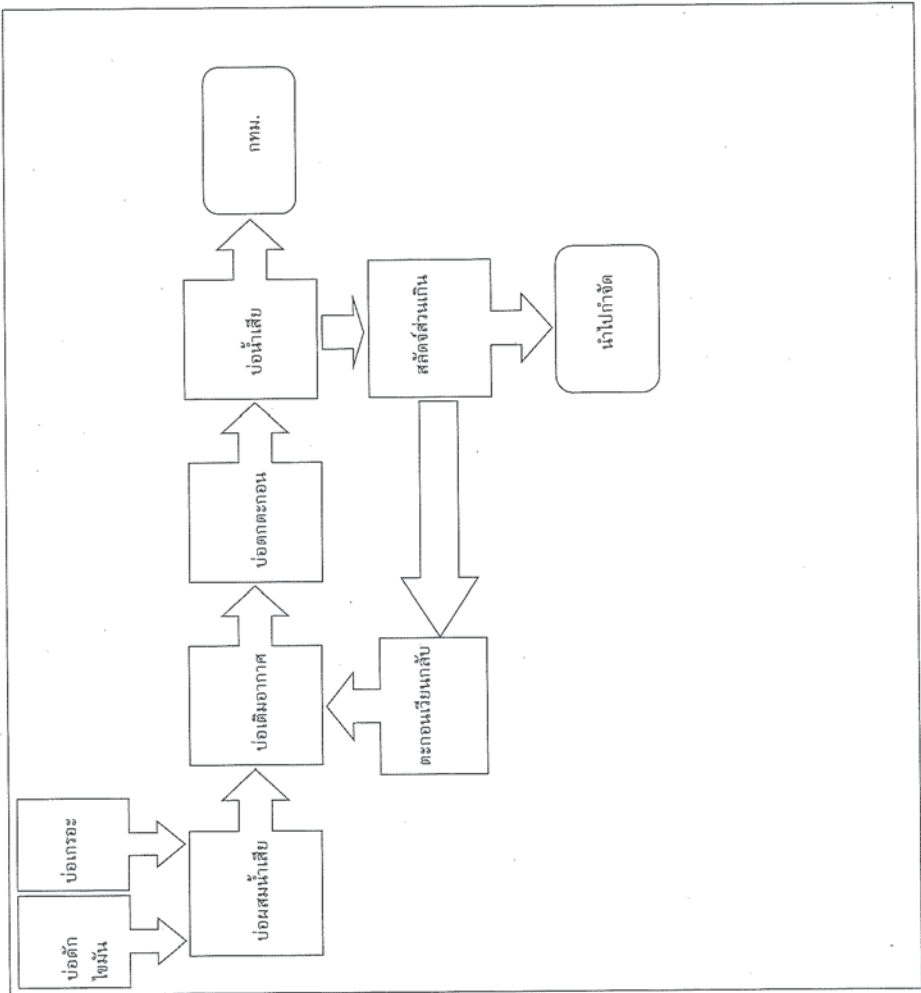 บ่อดัก
ไขมัน
บ่อเกรอะ
บ่อผสมน้ำเสีย
บ่อเติมอากาศ
บ่อตกตะกอน
บ่อน้ำเสีย
กทม.
ตะกอนเวียนกลับ
สลัดจ์ส่วนเกิน
นำไปกำจัด